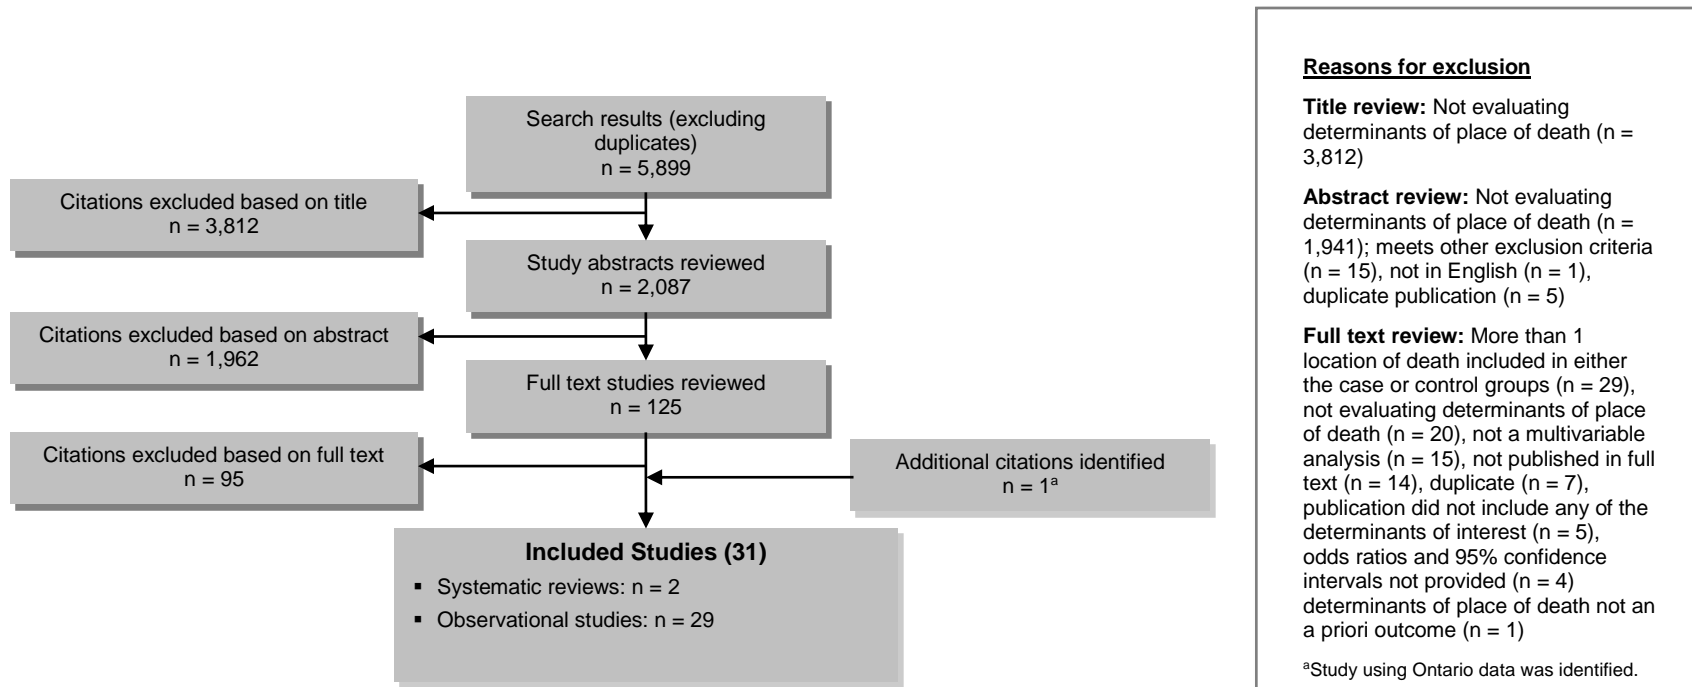 Search results (excluding
duplicates)
n = 5,899
Citations excluded based on title
n = 3,812
Study abstracts reviewed
n = 2,087
Citations excluded based on abstract
n = 1,962
Full text studies reviewed
n = 125
Citations excluded based on full text
n = 95
Additional citations identified
n = 1ᵃ
Included Studies (31)
▪ Systematic reviews: n = 2
▪ Observational studies: n = 29
Reasons for exclusion
Title review: Not evaluating
determinants of place of death (n =
3,812)
Abstract review: Not evaluating
determinants of place of death (n =
1,941); meets other exclusion criteria
(n = 15), not in English (n = 1),
duplicate publication (n = 5)
Full text review: More than 1
location of death included in either
the case or control groups (n = 29),
not evaluating determinants of place
of death (n = 20), not a multivariable
analysis (n = 15), not published in full
text (n = 14), duplicate (n = 7),
publication did not include any of the
determinants of interest (n = 5),
odds ratios and 95% confidence
intervals not provided (n = 4)
determinants of place of death not an
a priori outcome (n = 1)
ᵃStudy using Ontario data was identified.